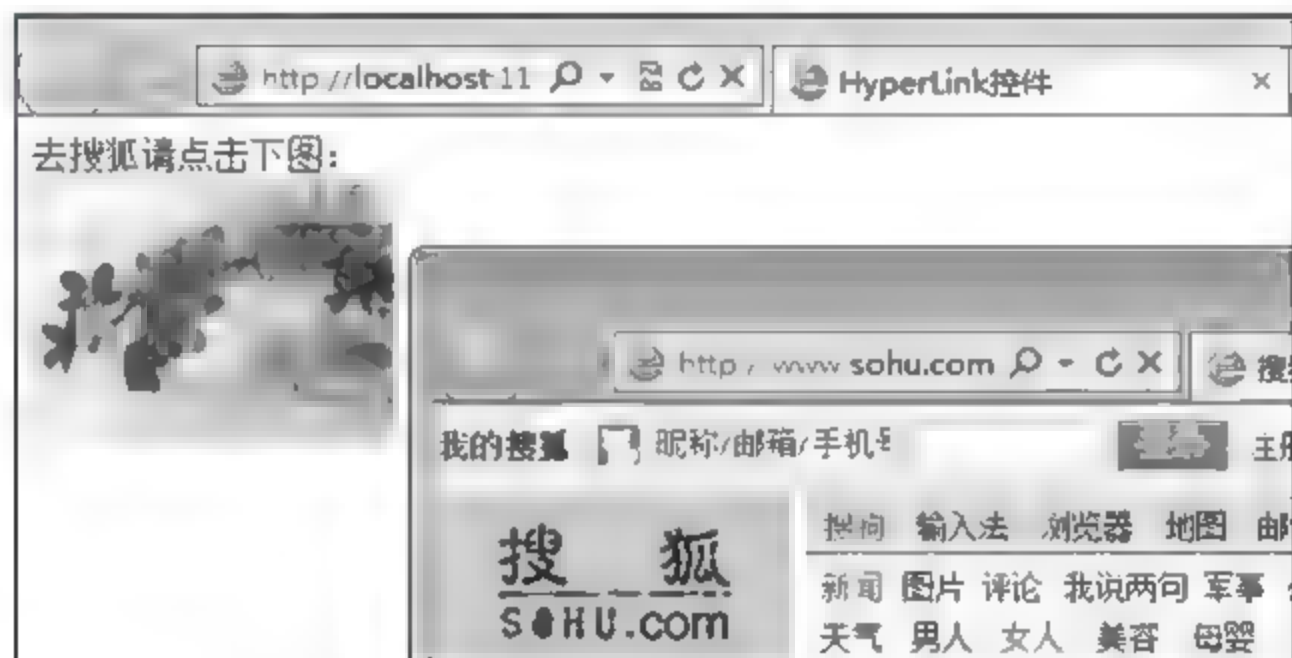 http://localhost:11
HyperLink控件
去搜狐请点击下图:
http:/ www.sohu.com
我的搜狐 昵称/邮箱/手机
搜狗 输入法 浏览器 地图
新闻 图片 评论 我说两句 军事
天气 男人 女人 美容 母婴
搜 狐
SOHU.com